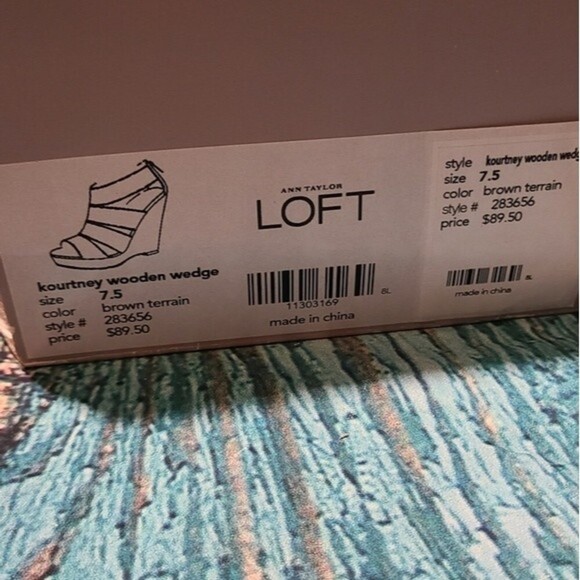 kourtney wooden wedge
size 7.5
color brown terrain
style # 283656
price $89.50
ANN TAYLOR
LOFT
11303169
8L
made in china
style kourtney wooden wedg
size 7.5
color brown terrain
style # 283656
price $89.50
8L
made in china